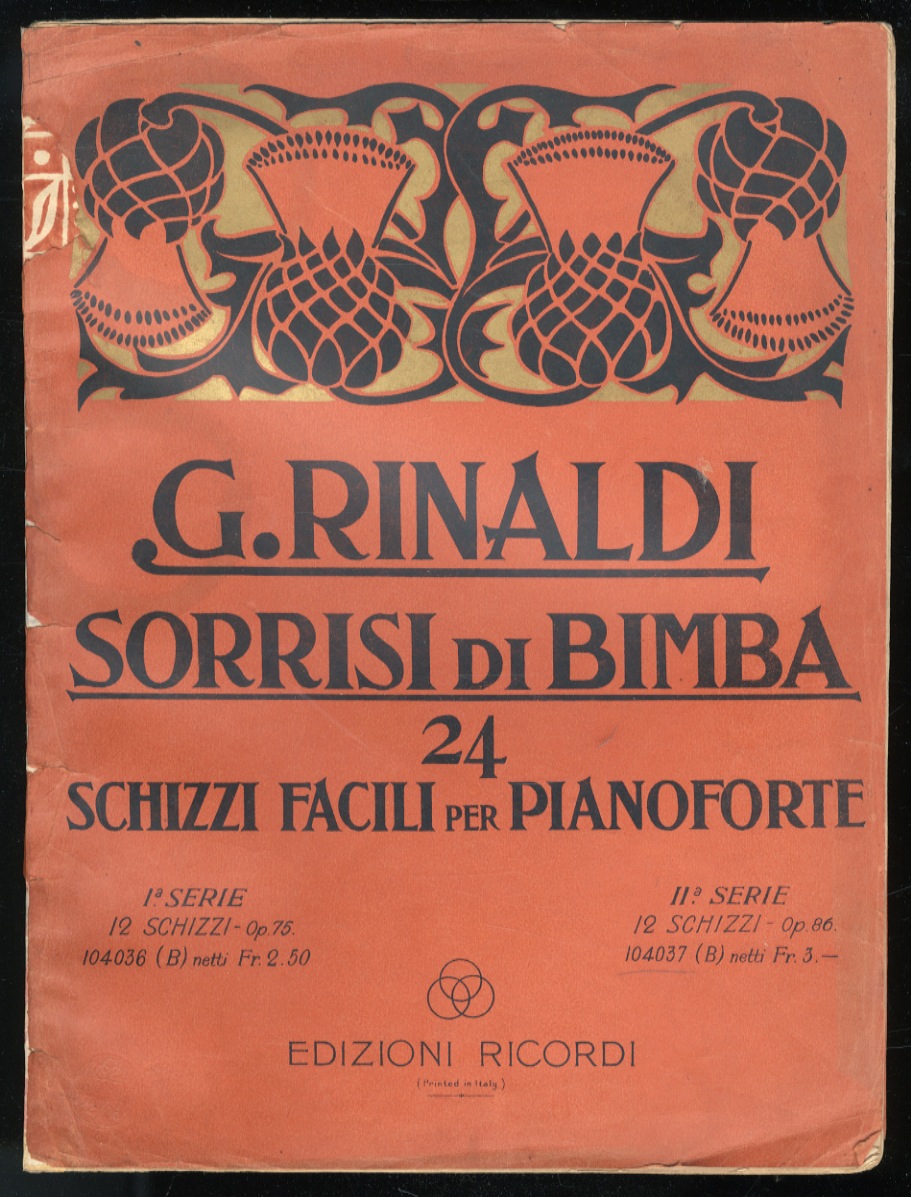 G. RINALDI
SORRISI DI BIMBA
24
SCHIZZI FACILI PER PIANOFORTE
Iª SERIE
12 SCHIZZI - Op. 75.
104036 (B) netti Fr. 2.50
II.ª SERIE
12 SCHIZZI - Op. 86.
104037 (B) netti Fr. 3.—
EDIZIONI RICORDI
(Printed in Italy)